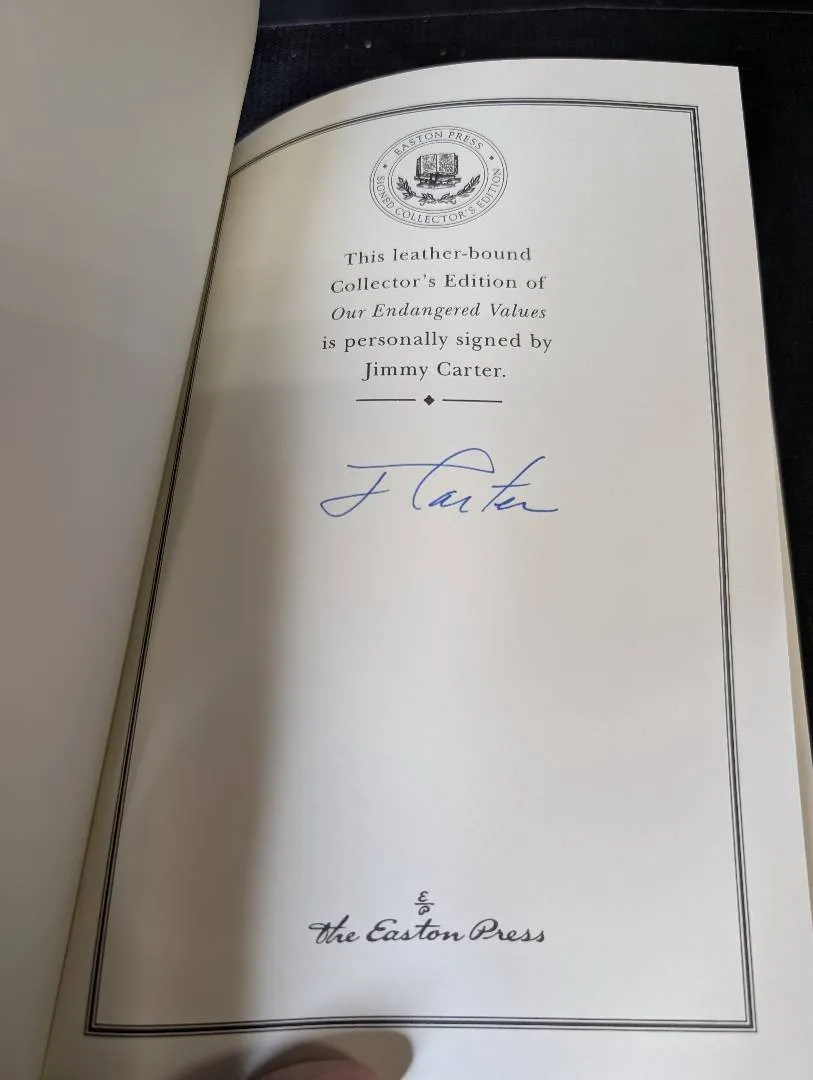 EASTON PRESS
SIGNED COLLECTOR'S EDITION
This leather-bound
Collector's Edition of
Our Endangered Values
is personally signed by
Jimmy Carter.
J Carter
E
P
the Easton Press